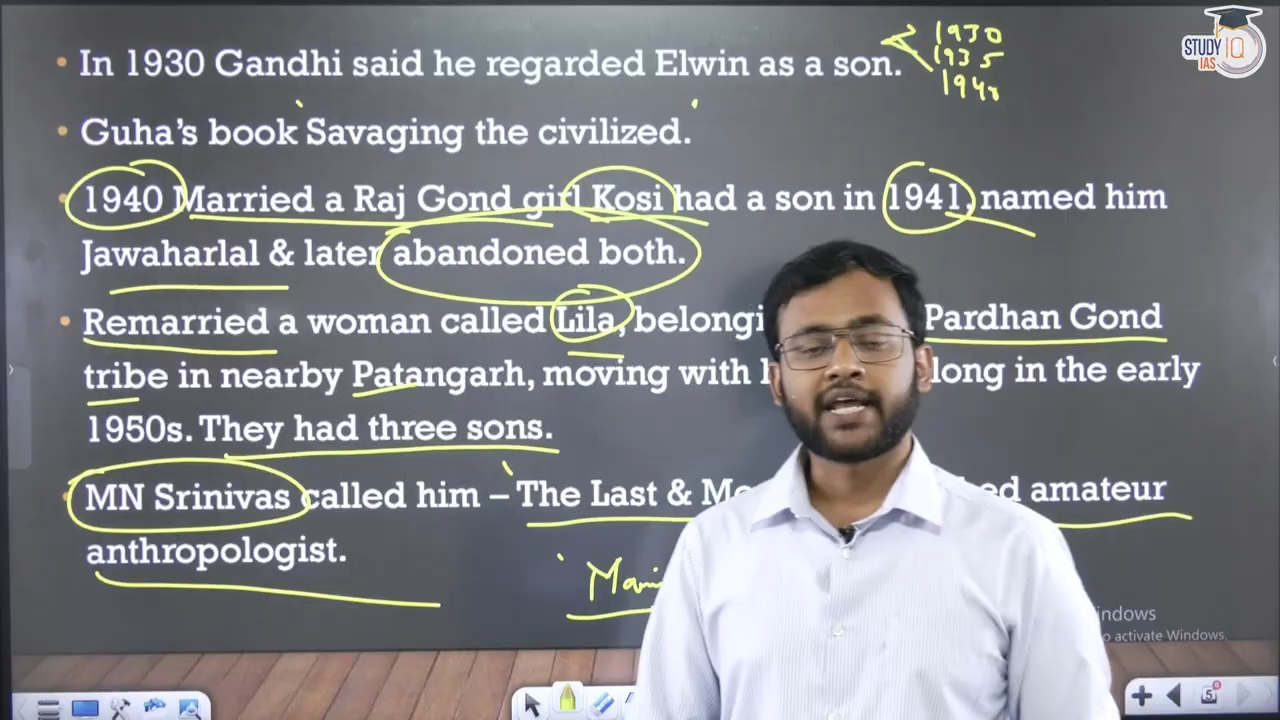 In 1930 Gandhi said he regarded Elwin as a son.
1930
1935
Guha's book Savaging the civilized.
1940 Married a Raj Gond girl Kosi had a son in 1941, named him
Jawaharlal & later abandoned both.
Remarried a woman called Lila, Pardhan Gond
tribe in nearby Patangarh, moving with in the early
1950s. They had three sons.
MN Srinivas called him – The Last & amateur
anthropologist.
activate Windows.
STUDY IQ
IAS